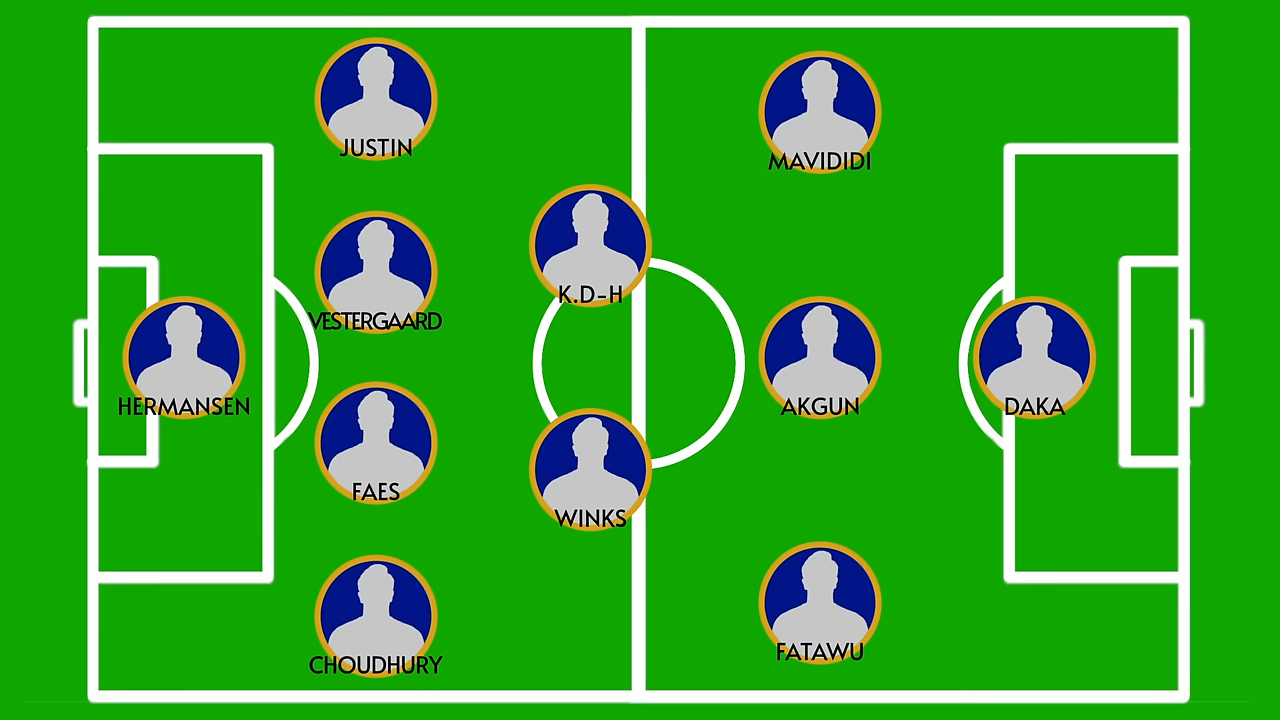 JUSTIN
MAVIDIDI
VESTERGAARD
K.D-H
HERMANSEN
AKGUN
DAKA
FAES
WINKS
CHOUDHURY
FATAWU